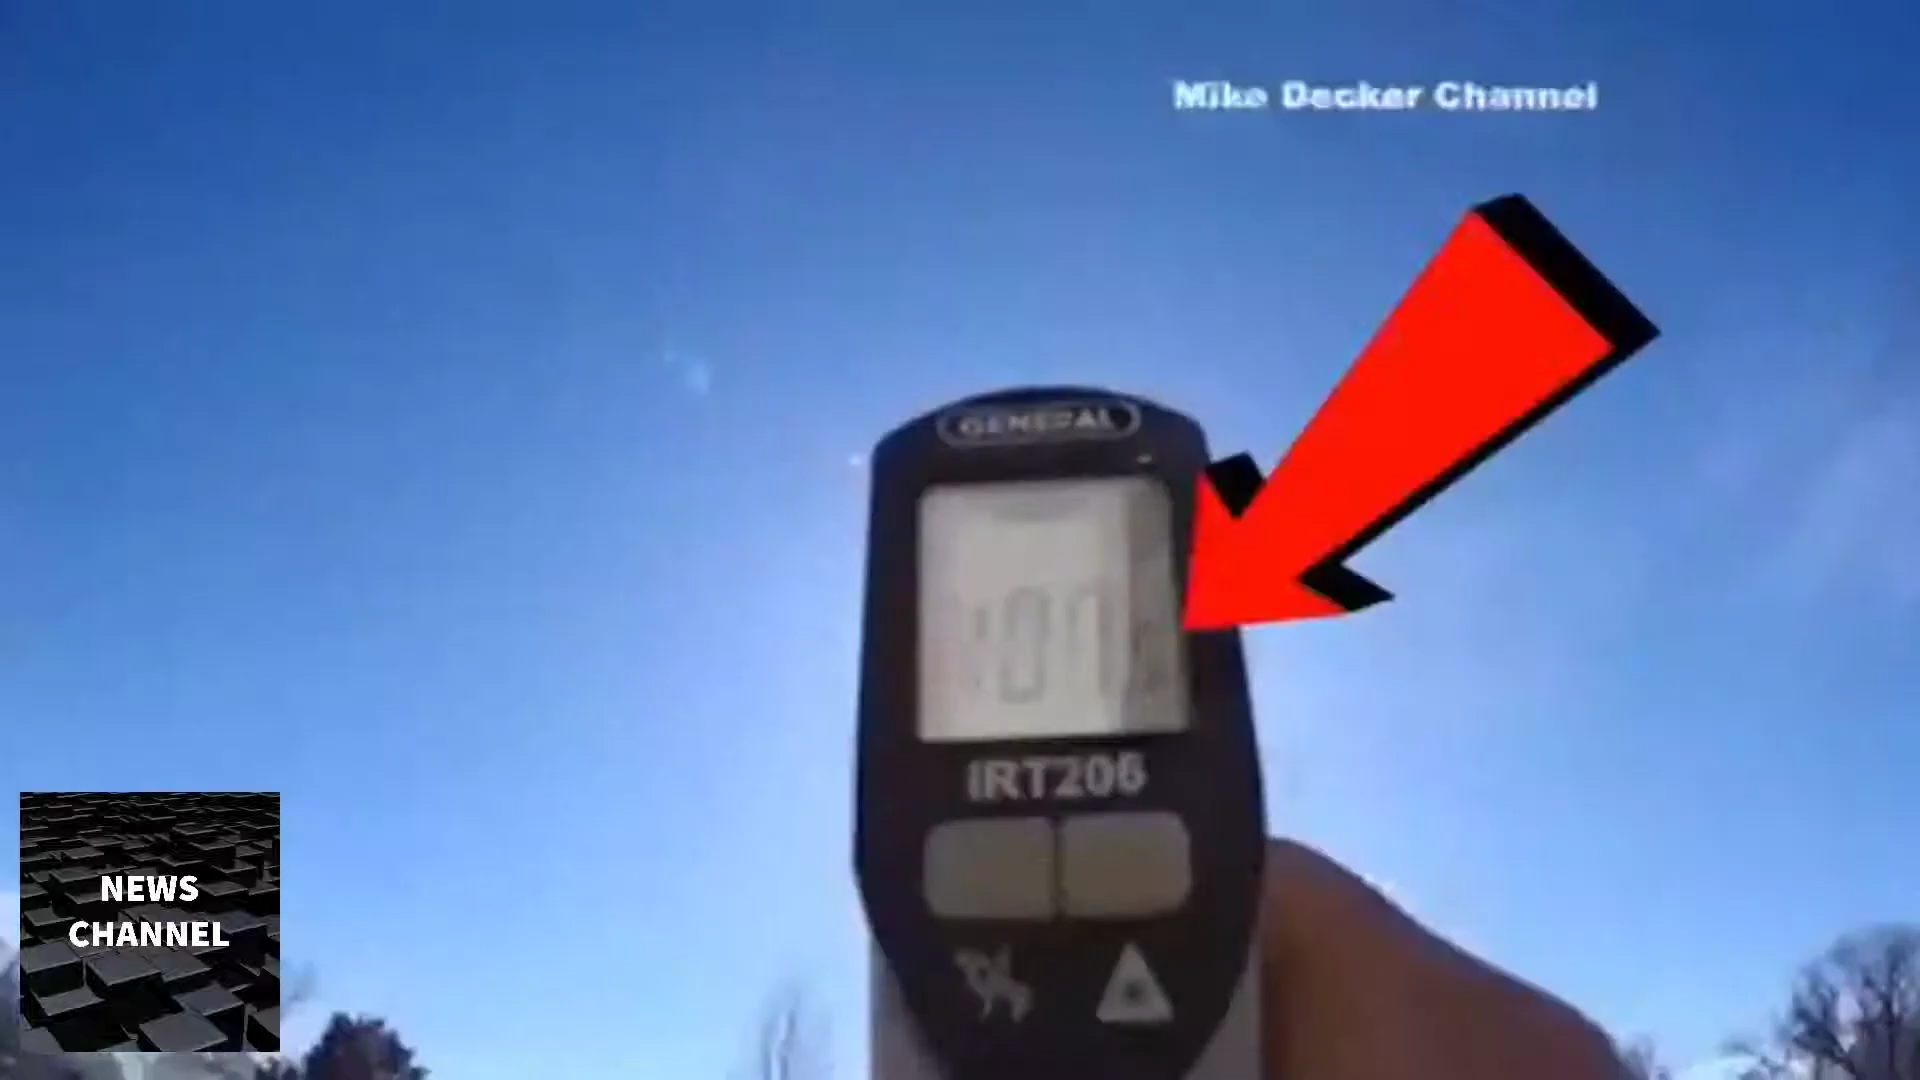 Mike Decker Channel
GENERAL
IRT206
NEWS
CHANNEL